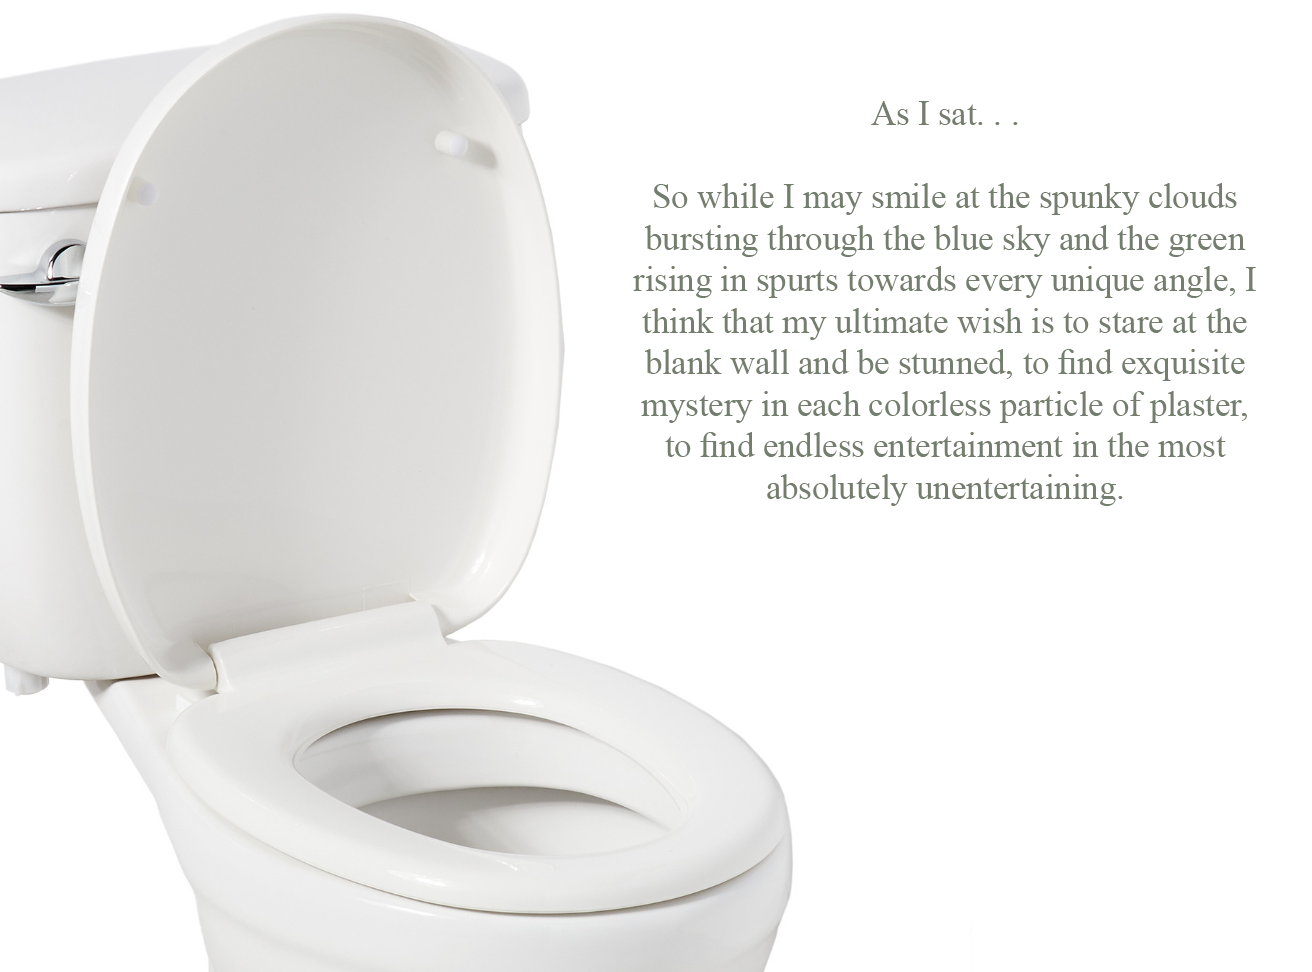 As I sat. . .
So while I may smile at the spunky clouds
bursting through the blue sky and the green
rising in spurts towards every unique angle, I
think that my ultimate wish is to stare at the
blank wall and be stunned, to find exquisite
mystery in each colorless particle of plaster,
to find endless entertainment in the most
absolutely unentertaining.